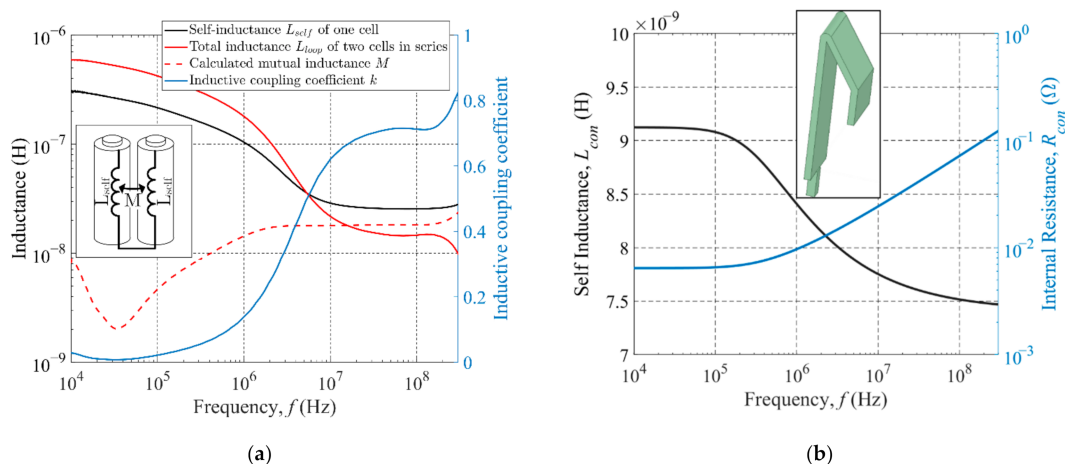 Self-inductance L_self of one cell
Total inductance L_loop of two cells in series
Calculated mutual inductance M
Inductive coupling coefficient k
10^-6
10^-7
10^-8
10^-9
Inductance (H)
L_self
M
L_self
1
0.8
0.6
0.4
0.2
0
Inductive coupling coefficient
10^4
10^5
10^6
10^7
10^8
Frequency, f (Hz)
(a)
10 ×10^-9
9.5
9
8.5
8
7.5
7
Self Inductance, L_con (H)
10^0
10^-1
10^-2
10^-3
Internal Resistance, R_con (Ω)
10^4
10^5
10^6
10^7
10^8
Frequency, f (Hz)
(b)